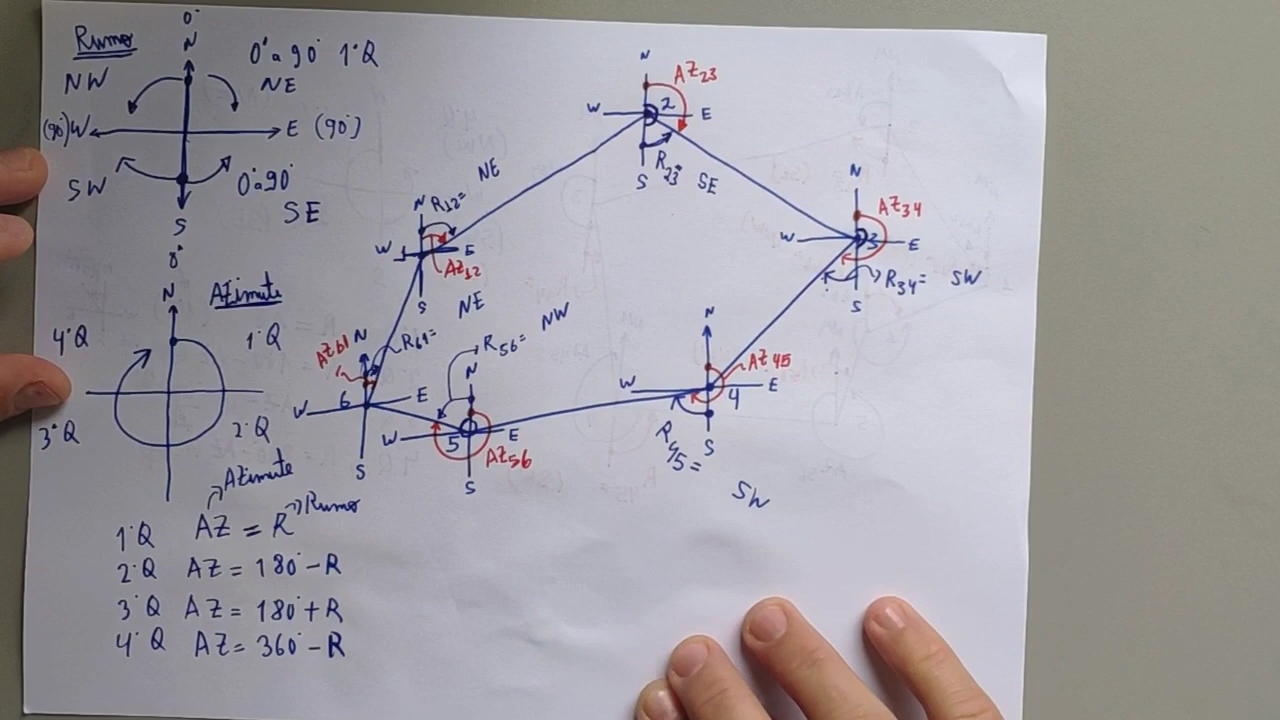 Rumo
0°
N
0° a 90° 1°Q
NW
NE
(90°)W
E (90°)
SW
0° a 90°
SE
S
0°
N
Azimute
4°Q
1°Q
3°Q
2°Q
Azimute
Rumo
1°Q AZ = R
2°Q AZ = 180° - R
3°Q AZ = 180° + R
4°Q AZ = 360° - R
N
AZ23
W
2
E
R23=
S
SE
NE
N
R12=
W
1
E
AZ12
S
N
AZ34
W
3
E
R34= SW
S
NE
NW
AZ61
N
R61=
6
E
W
S
R56=
N
W
5
E
AZ56
S
N
AZ45
W
E
4
R45=
S
SW